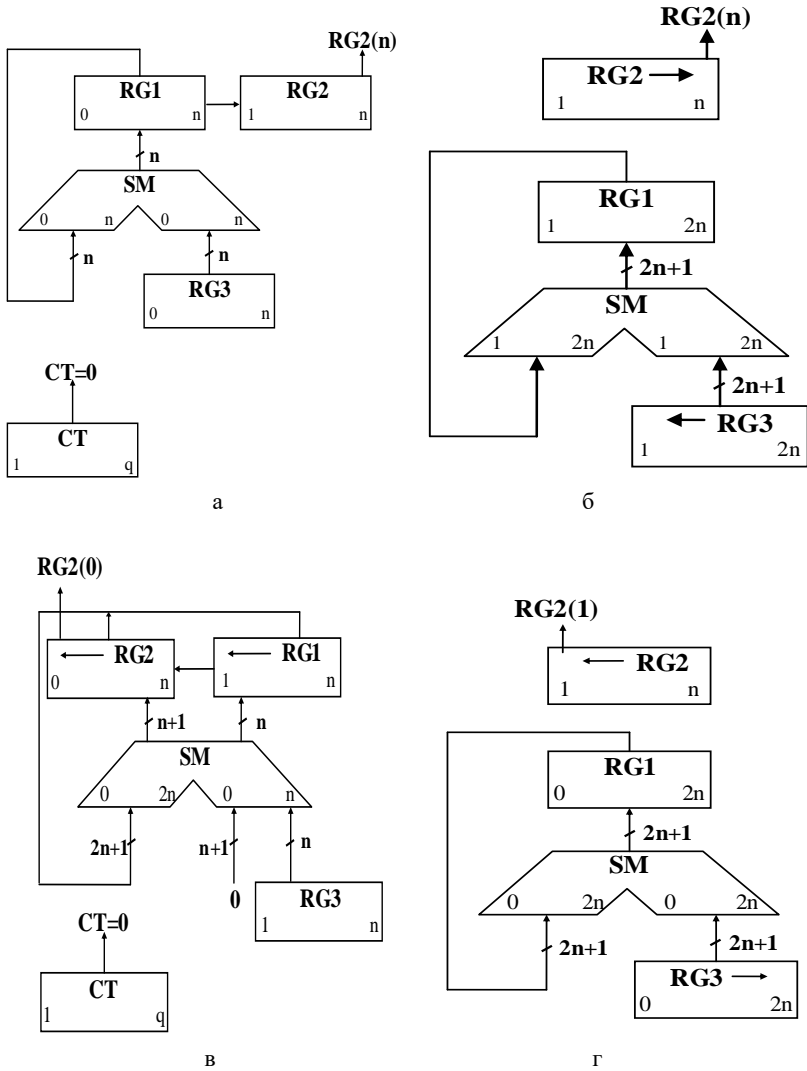 RG2(n)
RG1
0 n
RG2
1 n
n
SM
0 n 0 n
n
n
RG3
0 n
CT=0
CT
1 q
а
RG2(n)
RG2
1 n
RG1
1 2n
2n+1
SM
1 2n 1 2n
2n+1
RG3
1 2n
б
RG2(0)
RG2
0 n
RG1
1 n
n+1
n
SM
0 2n 0 n
2n+1
n+1
n
0
RG3
1 n
CT=0
CT
1 q
в
RG2(1)
RG2
1 n
RG1
0 2n
2n+1
SM
0 2n 0 2n
2n+1
2n+1
RG3
0 2n
г